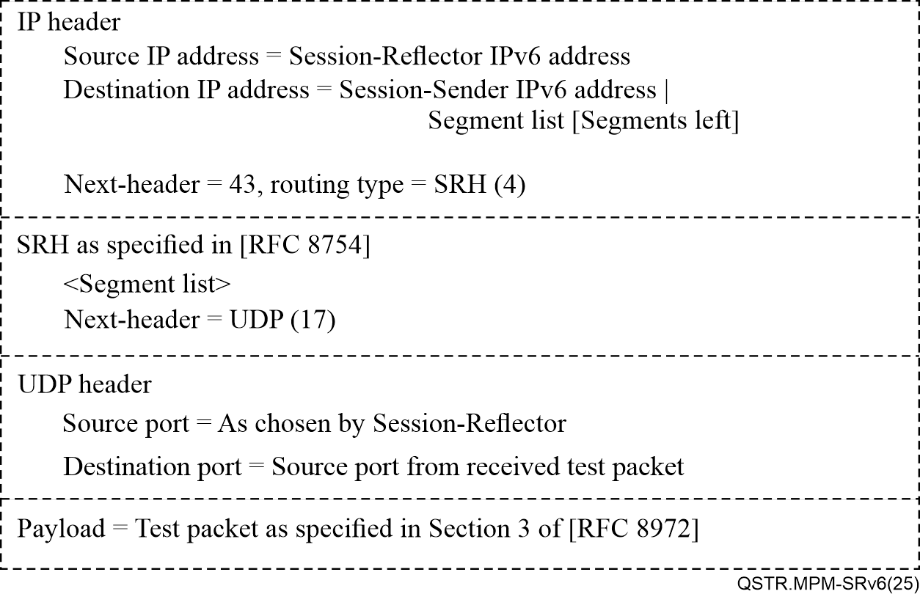 IP header
Source IP address = Session-Reflector IPv6 address
Destination IP address = Session-Sender IPv6 address |
Segment list [Segments left]
Next-header = 43, routing type = SRH (4)
SRH as specified in [RFC 8754]
<Segment list>
Next-header = UDP (17)
UDP header
Source port = As chosen by Session-Reflector
Destination port = Source port from received test packet
Payload = Test packet as specified in Section 3 of [RFC 8972]
QSTR.MPM-SRv6(25)